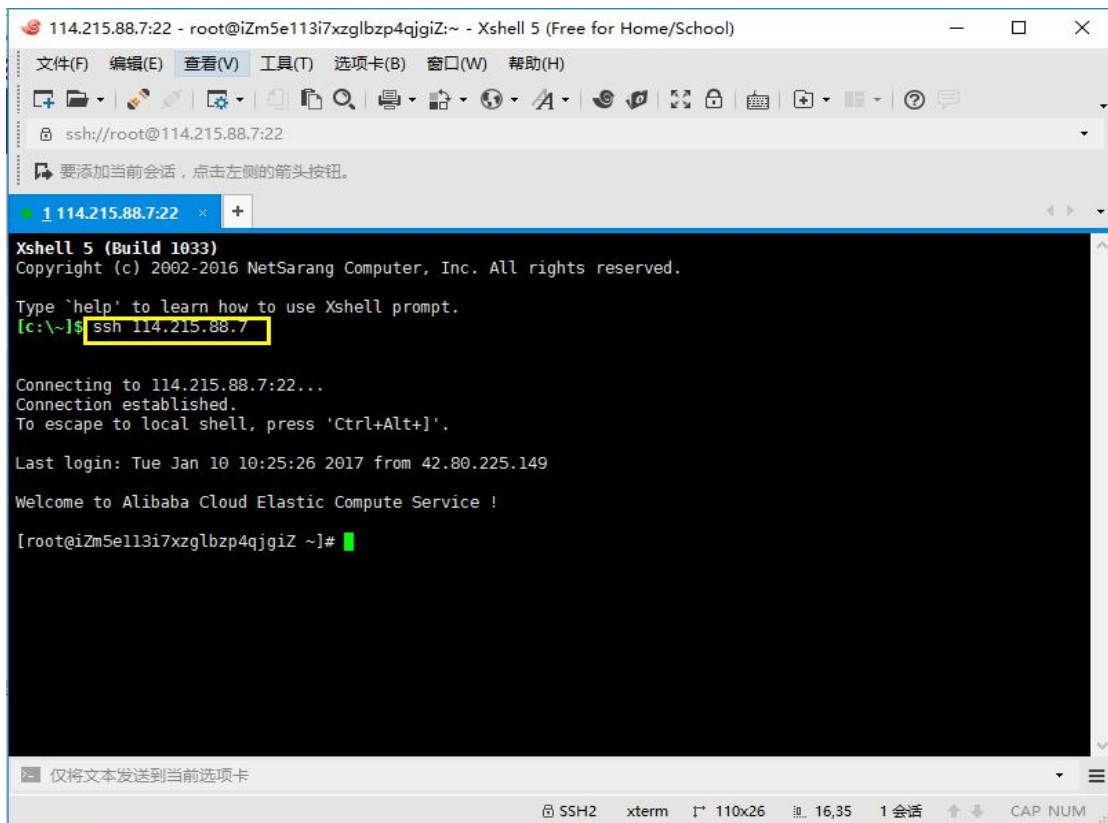 114.215.88.7:22 - root@iZm5e113i7xzglbzp4qjgiZ:~ - Xshell 5 (Free for Home/School)
文件(F) 编辑(E) 查看(V) 工具(T) 选项卡(B) 窗口(W) 帮助(H)
ssh://root@114.215.88.7:22
要添加当前会话，点击左侧的箭头按钮。
1 114.215.88.7:22 × +
Xshell 5 (Build 1033)
Copyright (c) 2002-2016 NetSarang Computer, Inc. All rights reserved.
Type `help' to learn how to use Xshell prompt.
[c:\~]$ ssh 114.215.88.7
Connecting to 114.215.88.7:22...
Connection established.
To escape to local shell, press 'Ctrl+Alt+]'.
Last login: Tue Jan 10 10:25:26 2017 from 42.80.225.149
Welcome to Alibaba Cloud Elastic Compute Service !
[root@iZm5e113i7xzglbzp4qjgiZ ~]#
仅将文本发送到当前选项卡
SSH2 xterm 110x26 16,35 1 会话 CAP NUM